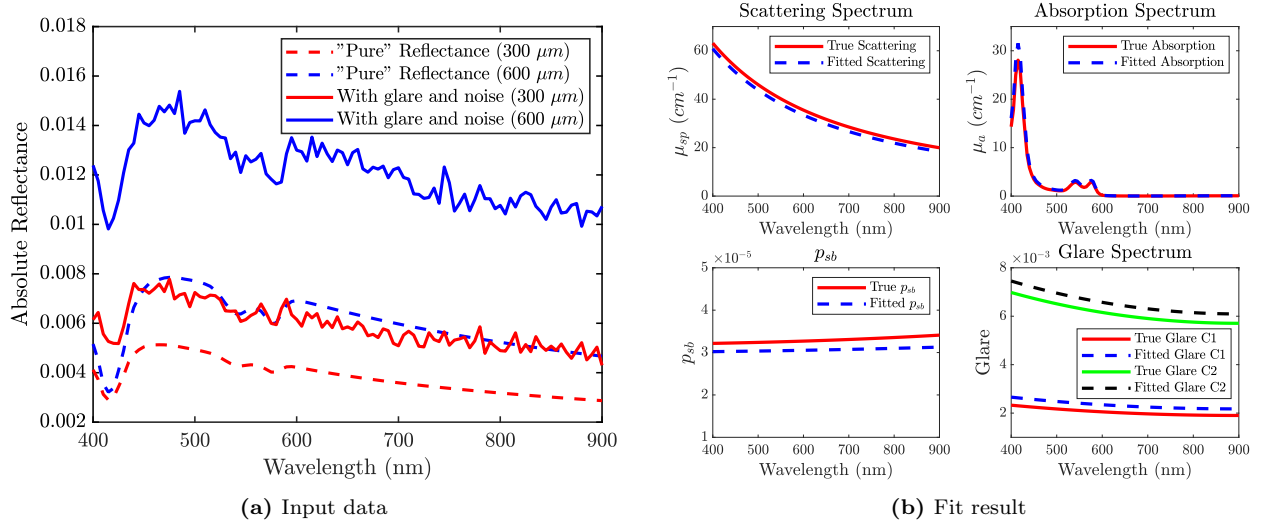 0.018
0.016
0.014
0.012
0.01
0.008
0.006
0.004
0.002
Absolute Reflectance
"Pure" Reflectance (300 μm)
"Pure" Reflectance (600 μm)
With glare and noise (300 μm)
With glare and noise (600 μm)
400 500 600 700 800 900
Wavelength (nm)
(a) Input data
Scattering Spectrum
60
40
20
0
μsp (cm−1)
True Scattering
Fitted Scattering
400 500 600 700 800 900
Wavelength (nm)
Absorption Spectrum
30
20
10
0
μa (cm−1)
True Absorption
Fitted Absorption
400 500 600 700 800 900
Wavelength (nm)
psb
×10−5
5
4
3
2
1
psb
True psb
Fitted psb
400 500 600 700 800 900
Wavelength (nm)
Glare Spectrum
×10−3
8
6
4
2
Glare
True Glare C1
Fitted Glare C1
True Glare C2
Fitted Glare C2
400 500 600 700 800 900
Wavelength (nm)
(b) Fit result